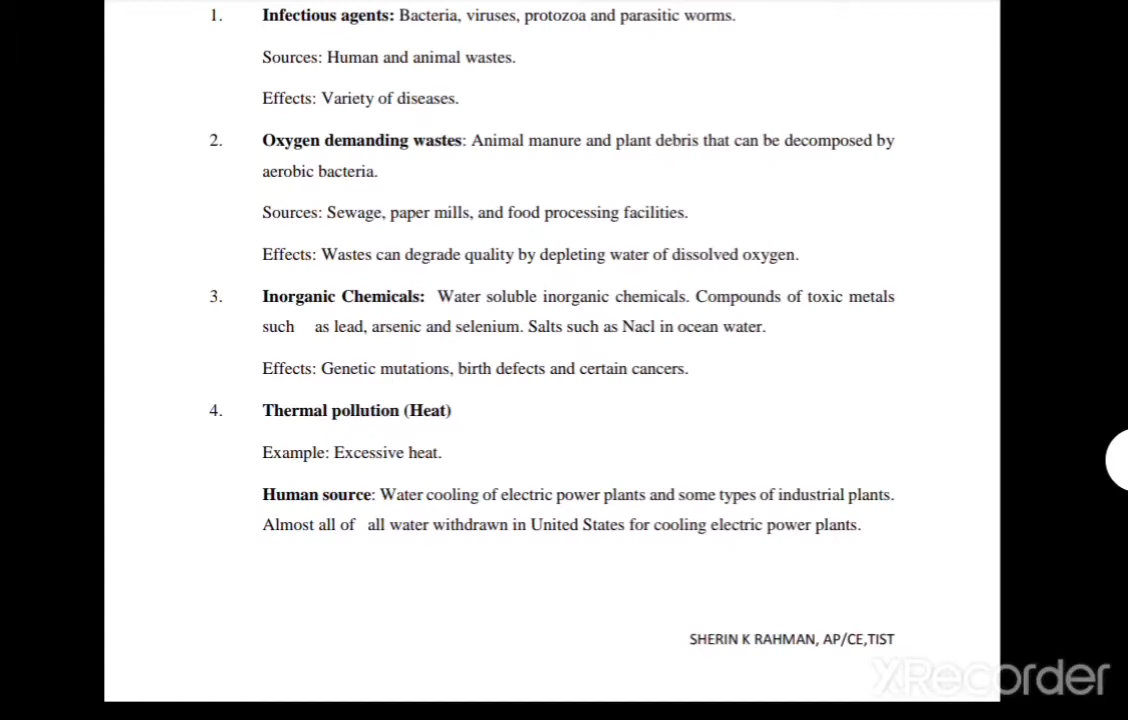 1. Infectious agents: Bacteria, viruses, protozoa and parasitic worms.
Sources: Human and animal wastes.
Effects: Variety of diseases.
2. Oxygen demanding wastes: Animal manure and plant debris that can be decomposed by
aerobic bacteria.
Sources: Sewage, paper mills, and food processing facilities.
Effects: Wastes can degrade quality by depleting water of dissolved oxygen.
3. Inorganic Chemicals: Water soluble inorganic chemicals. Compounds of toxic metals
such as lead, arsenic and selenium. Salts such as Nacl in ocean water.
Effects: Genetic mutations, birth defects and certain cancers.
4. Thermal pollution (Heat)
Example: Excessive heat.
Human source: Water cooling of electric power plants and some types of industrial plants.
Almost all of all water withdrawn in United States for cooling electric power plants.
SHERIN K RAHMAN, AP/CE,TIST
XRecorder